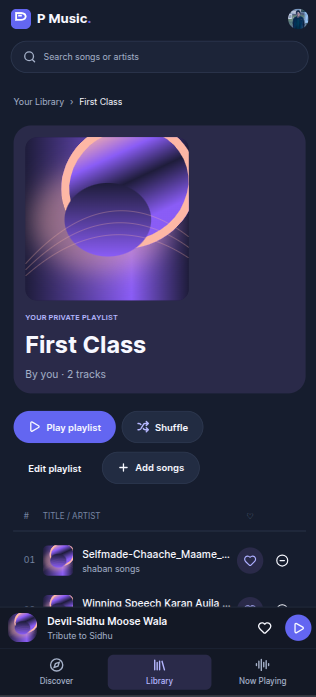 P Music.
Search songs or artists
Your Library › First Class
YOUR PRIVATE PLAYLIST
First Class
By you · 2 tracks
Play playlist
Shuffle
Edit playlist
Add songs
# TITLE / ARTIST
01 Selfmade-Chaache_Maame_...
shaban songs
Winning Speech Karan Aujla ...
Devil-Sidhu Moose Wala
Tribute to Sidhu
Discover
Library
Now Playing